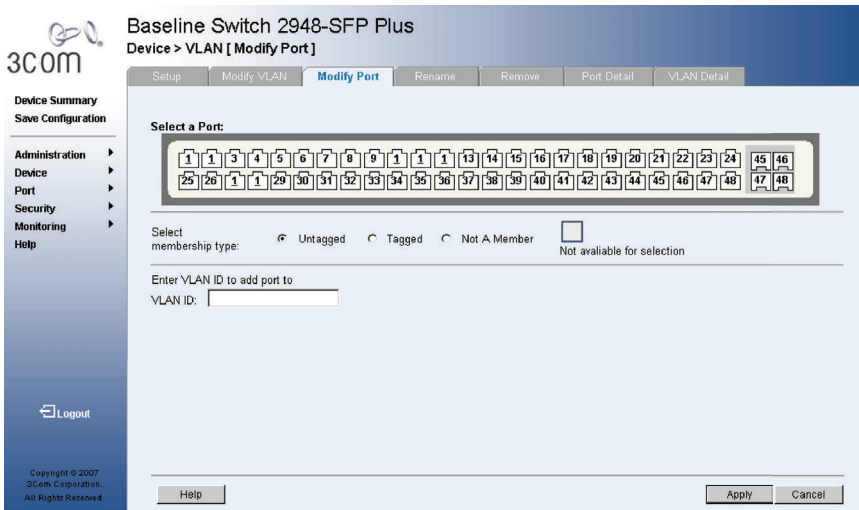 3COM
Baseline Switch 2948-SFP Plus
Device > VLAN [ Modify Port ]
Setup Modify VLAN Modify Port Rename Remove Port Detail VLAN Detail
Device Summary
Save Configuration
Administration
Device
Port
Security
Monitoring
Help
Logout
Copyright © 2007
3Com Corporation.
All Rights Reserved.
Select a Port:
1 1 3 4 5 6 7 8 9 1 1 1 13 14 15 16 17 18 19 20 21 22 23 24 45 46
25 26 1 1 29 30 31 32 33 34 35 36 37 38 39 40 41 42 43 44 45 46 47 48 47 48
Select
membership type: Untagged Tagged Not A Member
Not avaliable for selection
Enter VLAN ID to add port to
VLAN ID:
Help Apply Cancel